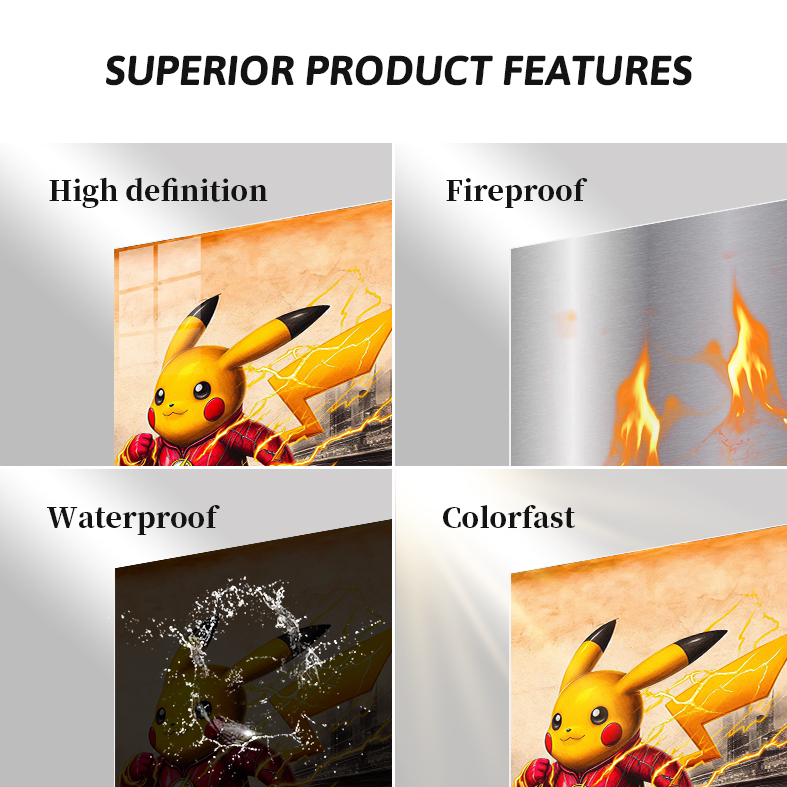 SUPERIOR PRODUCT FEATURES
High definition
Fireproof
Waterproof
Colorfast